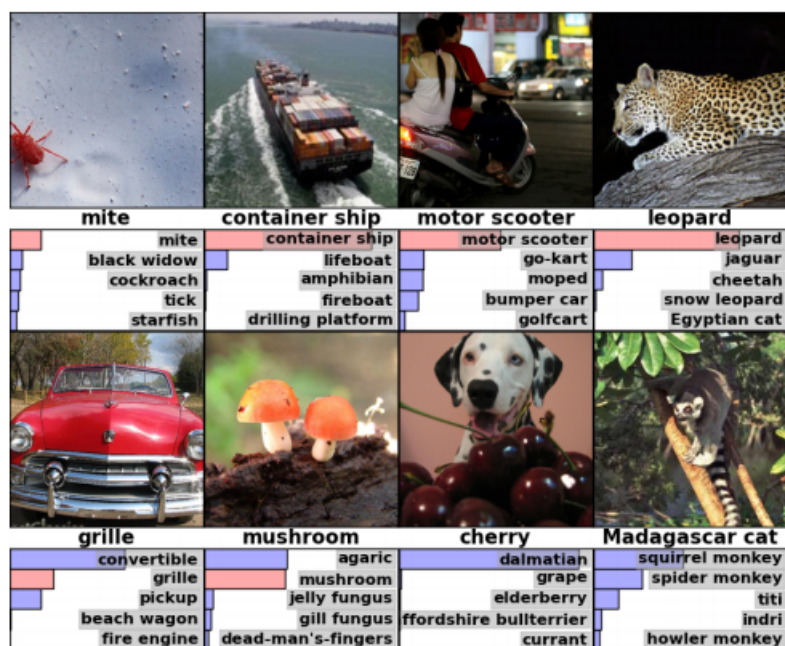 mite
container ship
motor scooter
leopard
mite
black widow
cockroach
tick
starfish
container ship
lifeboat
amphibian
fireboat
drilling platform
motor scooter
go-kart
moped
bumper car
golfcart
leopard
jaguar
cheetah
snow leopard
Egyptian cat
grille
mushroom
cherry
Madagascar cat
convertible
grille
pickup
beach wagon
fire engine
agaric
mushroom
jelly fungus
gill fungus
dead-man's-fingers
dalmatian
grape
elderberry
ffordshire bullterrier
currant
squirrel monkey
spider monkey
titi
indri
howler monkey